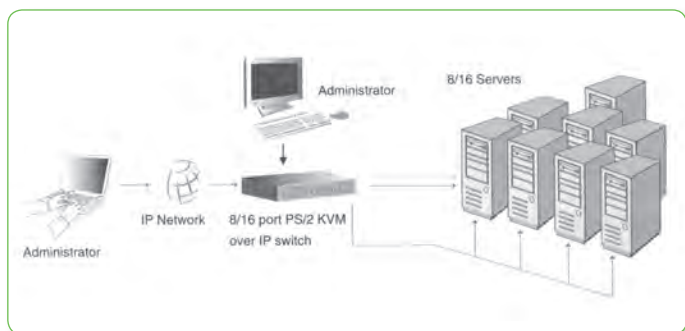 8/16 Servers
Administrator
IP Network
8/16 port PS/2 KVM
over IP switch
Administrator